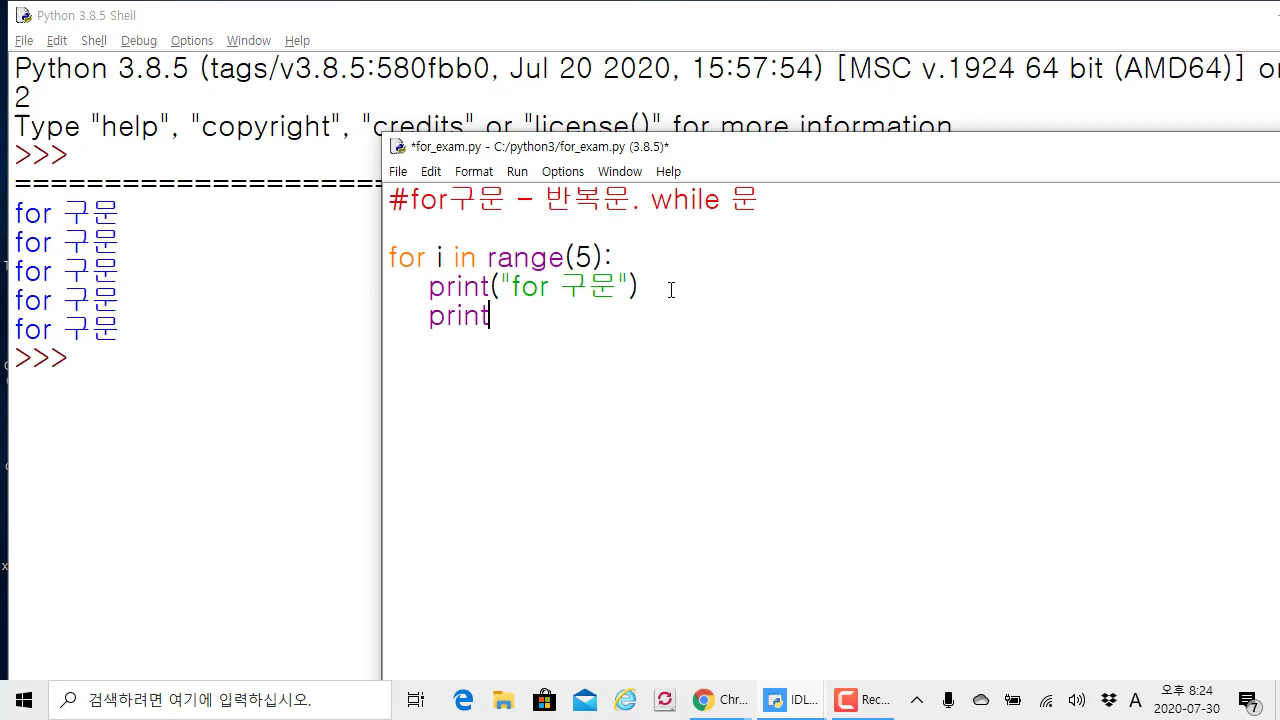 Python 3.8.5 Shell
File Edit Shell Debug Options Window Help
Python 3.8.5 (tags/v3.8.5:580fbb0, Jul 20 2020, 15:57:54) [MSC v.1924 64 bit (AMD64)] on
2
Type "help", "copyright", "credits" or "license()" for more information
>>>
======================
for 구문
for 구문
for 구문
for 구문
for 구문
>>>
*for_exam.py - C:/python3/for_exam.py (3.8.5)*
File Edit Format Run Options Window Help
#for구문 - 반복문. while 문
for i in range(5):
print("for 구문")
print
검색하려면 여기에 입력하십시오.
Chr...
IDL...
Rec...
A
오후 8:24
2020-07-30
7